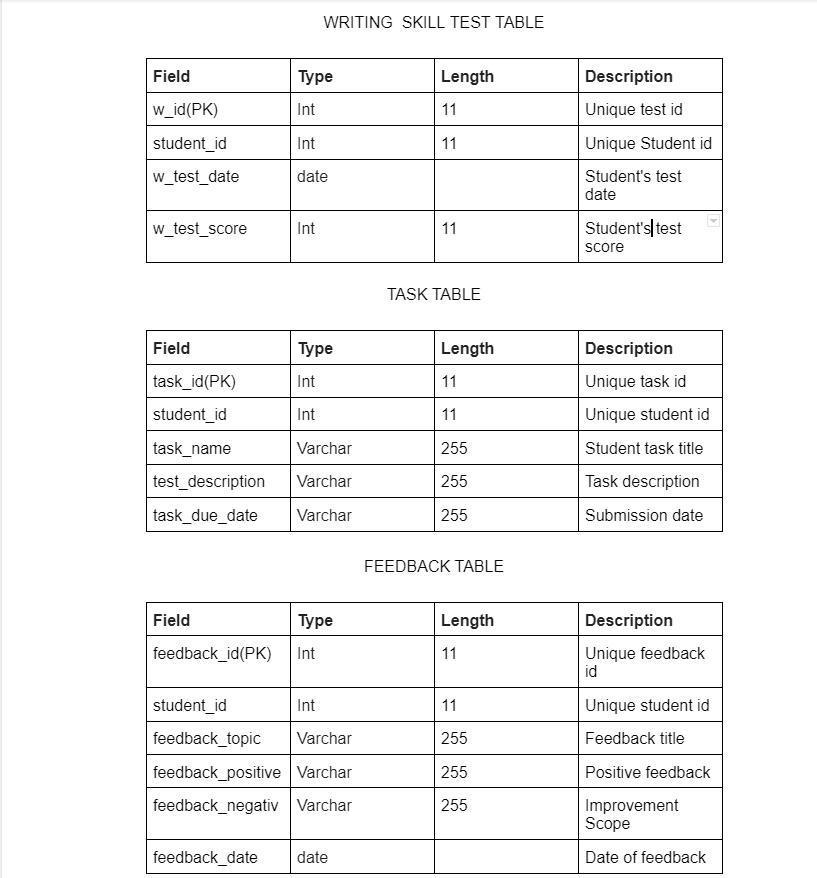 WRITING SKILL TEST TABLE
Field Type Length Description
w_id(PK) Int 11 Unique test id
student_id Int 11 Unique Student id
w_test_date date Student's test
date
w_test_score Int 11 Student's test
score
TASK TABLE
Field Type Length Description
task_id(PK) Int 11 Unique task id
student_id Int 11 Unique student id
task_name Varchar 255 Student task title
test_description Varchar 255 Task description
task_due_date Varchar 255 Submission date
FEEDBACK TABLE
Field Type Length Description
feedback_id(PK) Int 11 Unique feedback
id
student_id Int 11 Unique student id
feedback_topic Varchar 255 Feedback title
feedback_positive Varchar 255 Positive feedback
feedback_negativ Varchar 255 Improvement
Scope
feedback_date date Date of feedback